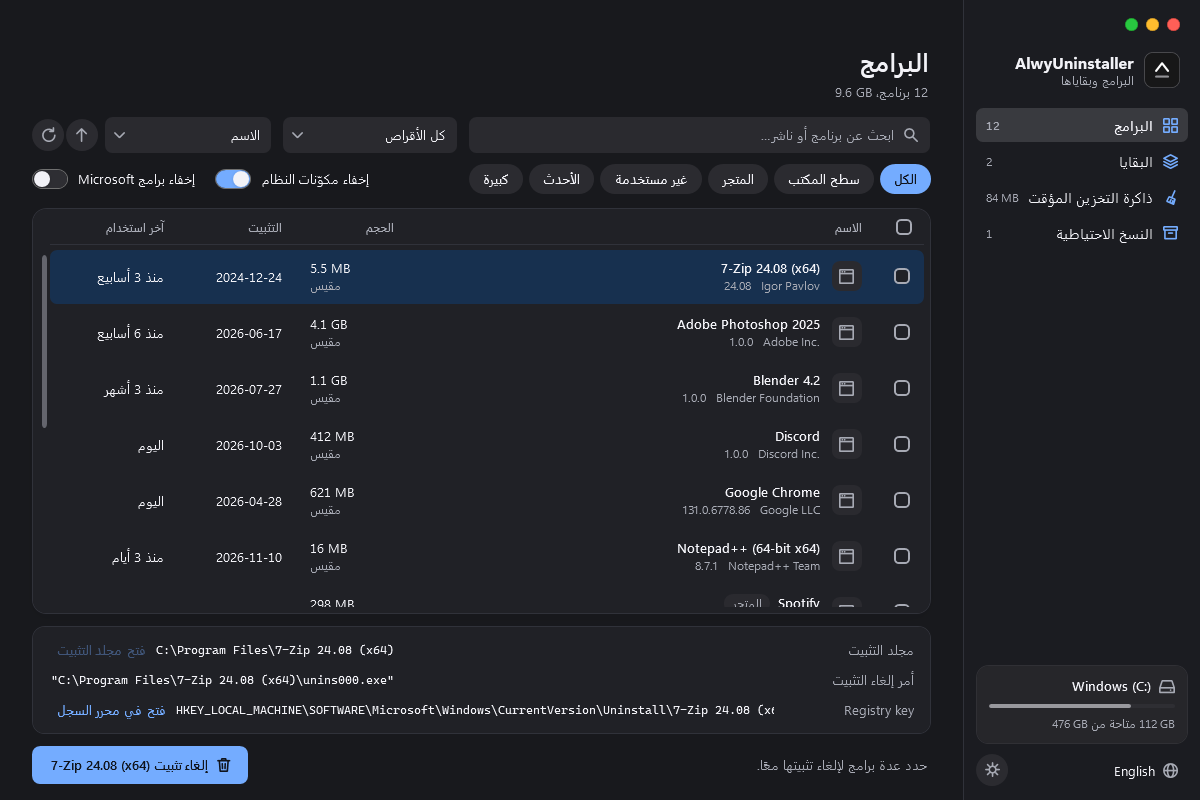 AlwyUninstaller
البرامج وبقاياها
البرامج 12
البقايا 2
ذاكرة التخزين المؤقت 84 MB
النسخ الاحتياطية 1
Windows (C:)
112 GB متاحة من 476 GB
English
البرامج
12 برنامج، 9.6 GB
ابحث عن برنامج أو ناشر...
كل الأقراص
الاسم
الكل سطح المكتب المتجر غير مستخدمة الأحدث كبيرة
إخفاء مكوّنات النظام إخفاء برامج Microsoft
الاسم الحجم التثبيت آخر استخدام
7-Zip 24.08 (x64) 5.5 MB 2024-12-24 منذ 3 أسابيع
Igor Pavlov 24.08 مقيس
Adobe Photoshop 2025 4.1 GB 2026-06-17 منذ 6 أسابيع
Adobe Inc. 1.0.0 مقيس
Blender 4.2 1.1 GB 2026-07-27 منذ 3 أشهر
Blender Foundation 1.0.0 مقيس
Discord 412 MB 2026-10-03 اليوم
Discord Inc. 1.0.0 مقيس
Google Chrome 621 MB 2026-04-28 اليوم
Google LLC 131.0.6778.86 مقيس
Notepad++ (64-bit x64) 16 MB 2026-11-10 منذ 3 أيام
Notepad++ Team 8.7.1 مقيس
Spotify المتجر 298 MB
مجلد التثبيت C:\Program Files\7-Zip 24.08 (x64) فتح مجلد التثبيت
أمر إلغاء التثبيت "C:\Program Files\7-Zip 24.08 (x64)\unins000.exe"
Registry key HKEY_LOCAL_MACHINE\SOFTWARE\Microsoft\Windows\CurrentVersion\Uninstall\7-Zip 24.08 (x6 فتح في محرر السجل
حدد عدة برامج لإلغاء تثبيتها معًا.
إلغاء تثبيت 7-Zip 24.08 (x64)